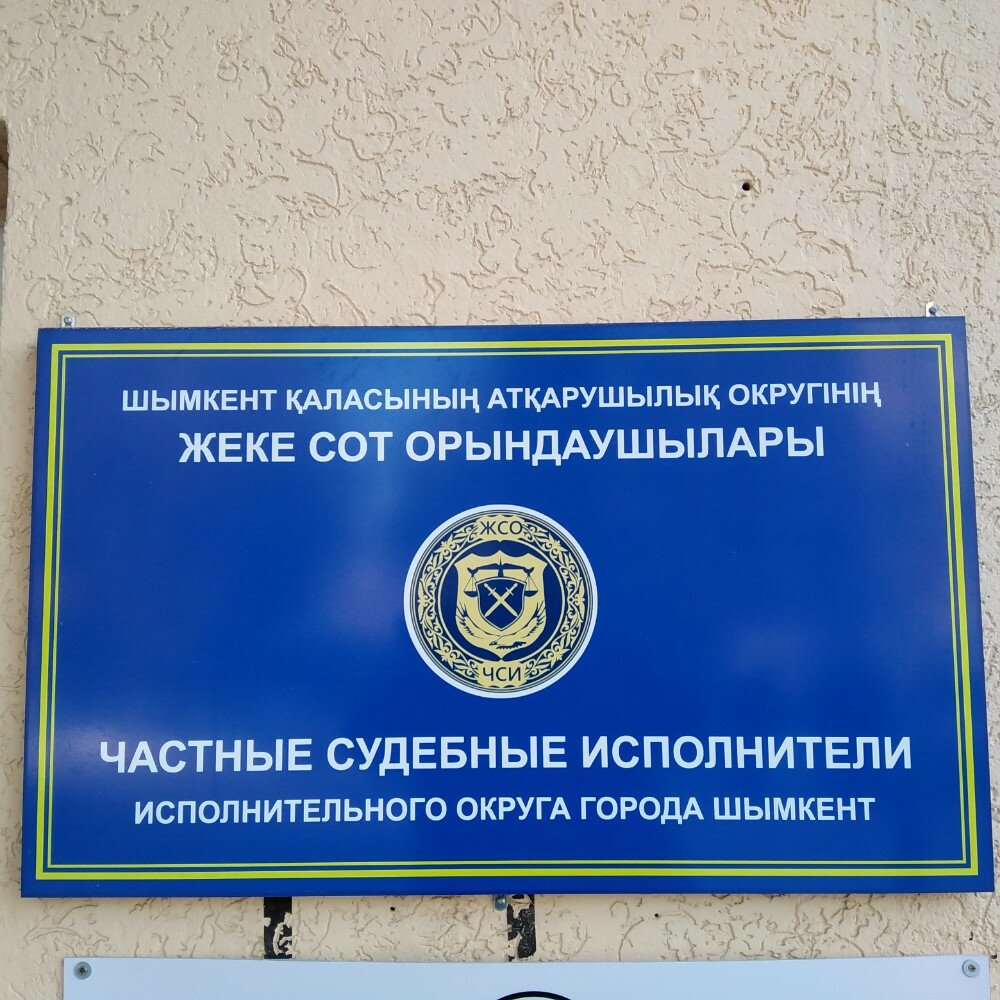 ШЫМКЕНТ ҚАЛАСЫНЫҢ АТҚАРУШЫЛЫҚ ОКРУГІНІҢ
ЖЕКЕ СОТ ОРЫНДАУШЫЛАРЫ
ЖСО
ЧСИ
ЧАСТНЫЕ СУДЕБНЫЕ ИСПОЛНИТЕЛИ
ИСПОЛНИТЕЛЬНОГО ОКРУГА ГОРОДА ШЫМКЕНТ